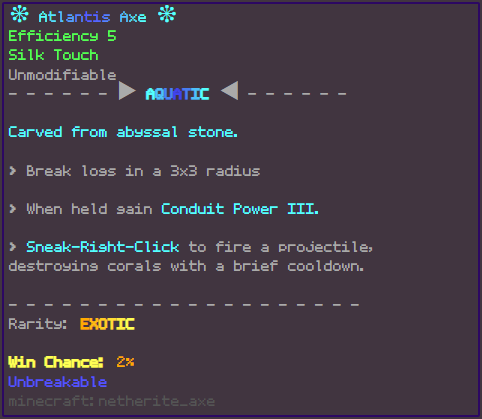 ❇ Atlantis Axe ❇
Efficiency 5
Silk Touch
Unmodifiable
- - - - - - ▶ AQUATIC ◀ - - - - - -
Carved from abyssal stone.
> Break logs in a 3x3 radius
> When held gain Conduit Power III.
> Sneak-Right-Click to fire a projectile,
destroying corals with a brief cooldown.
- - - - - - - - - - - - - - - - - - - -
Rarity: EXOTIC
Win Chance: 2%
Unbreakable
minecraft:netherite_axe